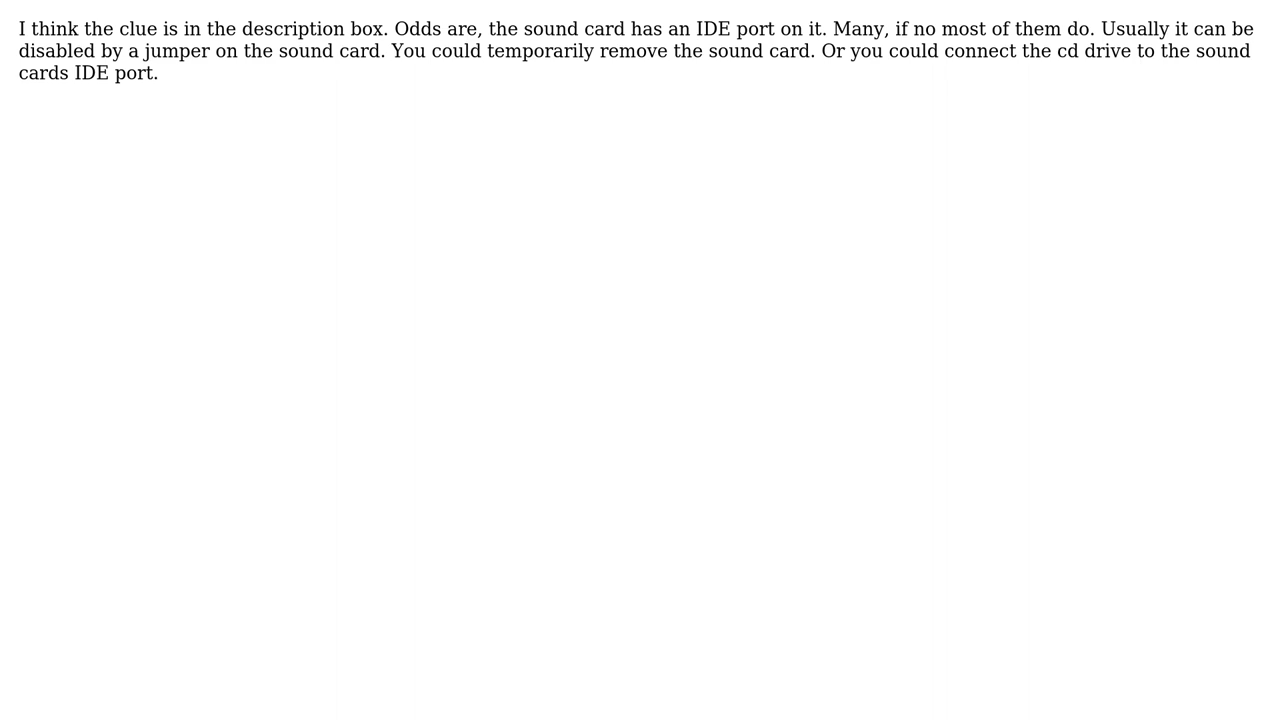 I think the clue is in the description box. Odds are, the sound card has an IDE port on it. Many, if no most of them do. Usually it can be
disabled by a jumper on the sound card. You could temporarily remove the sound card. Or you could connect the cd drive to the sound
cards IDE port.